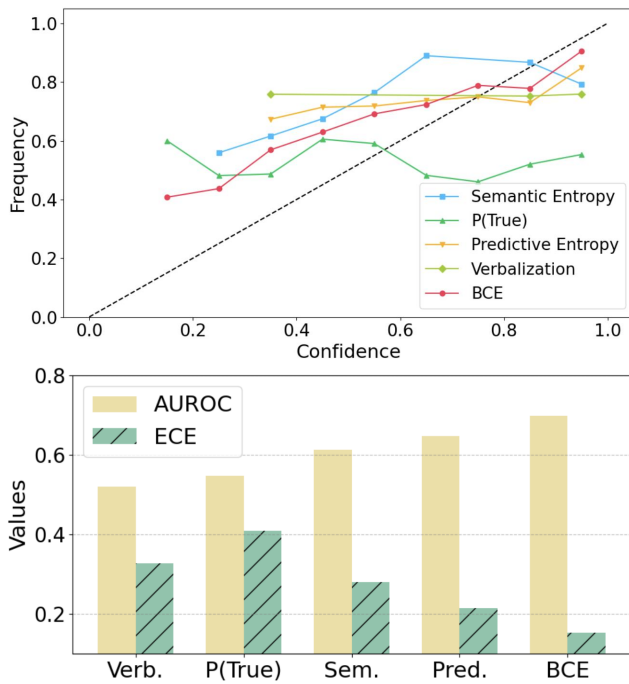 1.0
0.8
0.6
0.4
0.2
0.0
Frequency
Semantic Entropy
P(True)
Predictive Entropy
Verbalization
BCE
0.0 0.2 0.4 0.6 0.8 1.0
Confidence
0.8
0.6
0.4
0.2
Values
AUROC
ECE
Verb. P(True) Sem. Pred. BCE